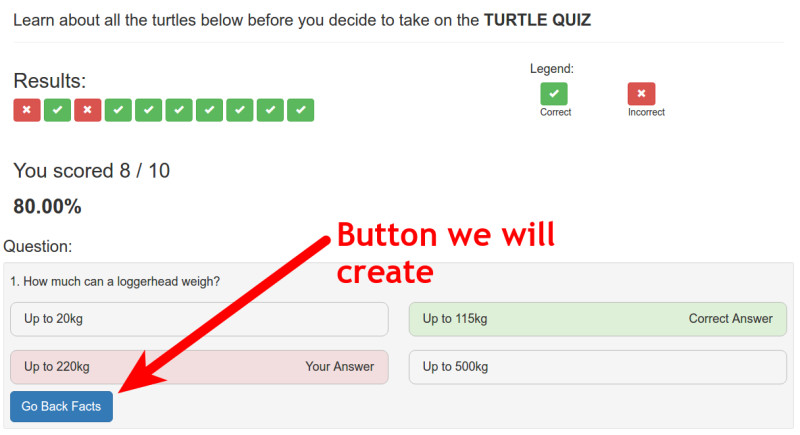 Learn about all the turtles below before you decide to take on the TURTLE QUIZ
Results:
Legend:
Correct
Incorrect
You scored 8 / 10
80.00%
Button we will
create
Question:
1. How much can a loggerhead weigh?
Up to 20kg
Up to 115kg Correct Answer
Up to 220kg Your Answer
Up to 500kg
Go Back Facts